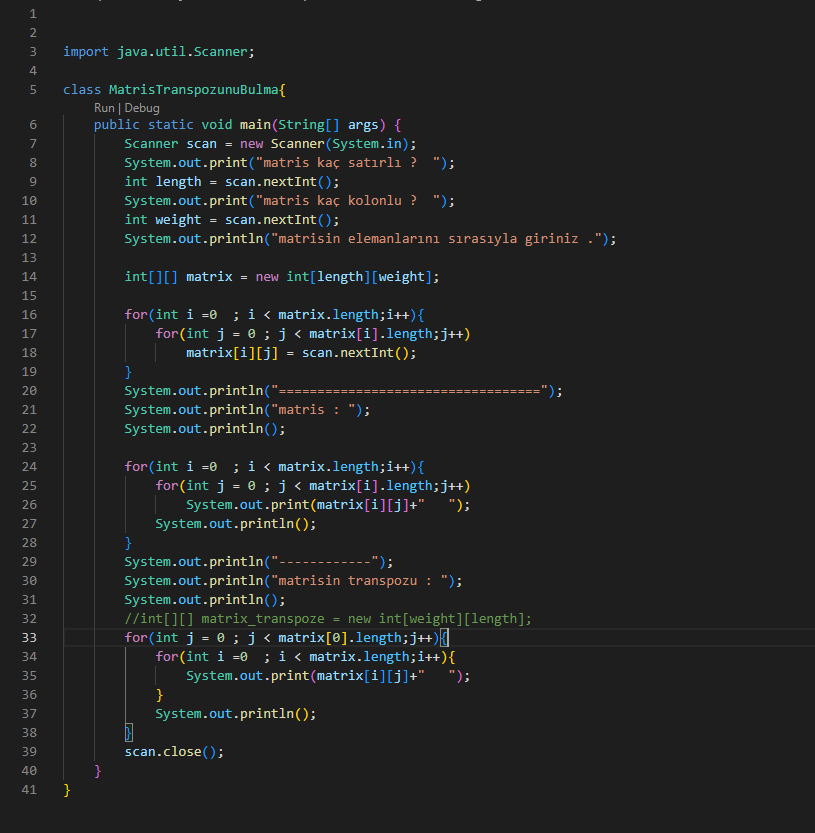 1
2
3 import java.util.Scanner;
4
5 class MatrisTranspozunuBulma{
Run | Debug
6 public static void main(String[] args) {
7 Scanner scan = new Scanner(System.in);
8 System.out.print("matris kaç satırlı ?  ");
9 int length = scan.nextInt();
10 System.out.print("matris kaç kolonlu ?  ");
11 int weight = scan.nextInt();
12 System.out.println("matrisin elemanlarını sırasıyla giriniz .");
13
14 int[][] matrix = new int[length][weight];
15
16 for(int i =0  ; i < matrix.length;i++){
17 for(int j = 0 ; j < matrix[i].length;j++)
18 matrix[i][j] = scan.nextInt();
19 }
20 System.out.println("==================================");
21 System.out.println("matris : ");
22 System.out.println();
23
24 for(int i =0  ; i < matrix.length;i++){
25 for(int j = 0 ; j < matrix[i].length;j++)
26 System.out.print(matrix[i][j]+"   ");
27 System.out.println();
28 }
29 System.out.println("------------");
30 System.out.println("matrisin transpozu : ");
31 System.out.println();
32 //int[][] matrix_transpoze = new int[weight][length];
33 for(int j = 0 ; j < matrix[0].length;j++){
34 for(int i =0  ; i < matrix.length;i++){
35 System.out.print(matrix[i][j]+"   ");
36 }
37 System.out.println();
38 }
39 scan.close();
40 }
41 }